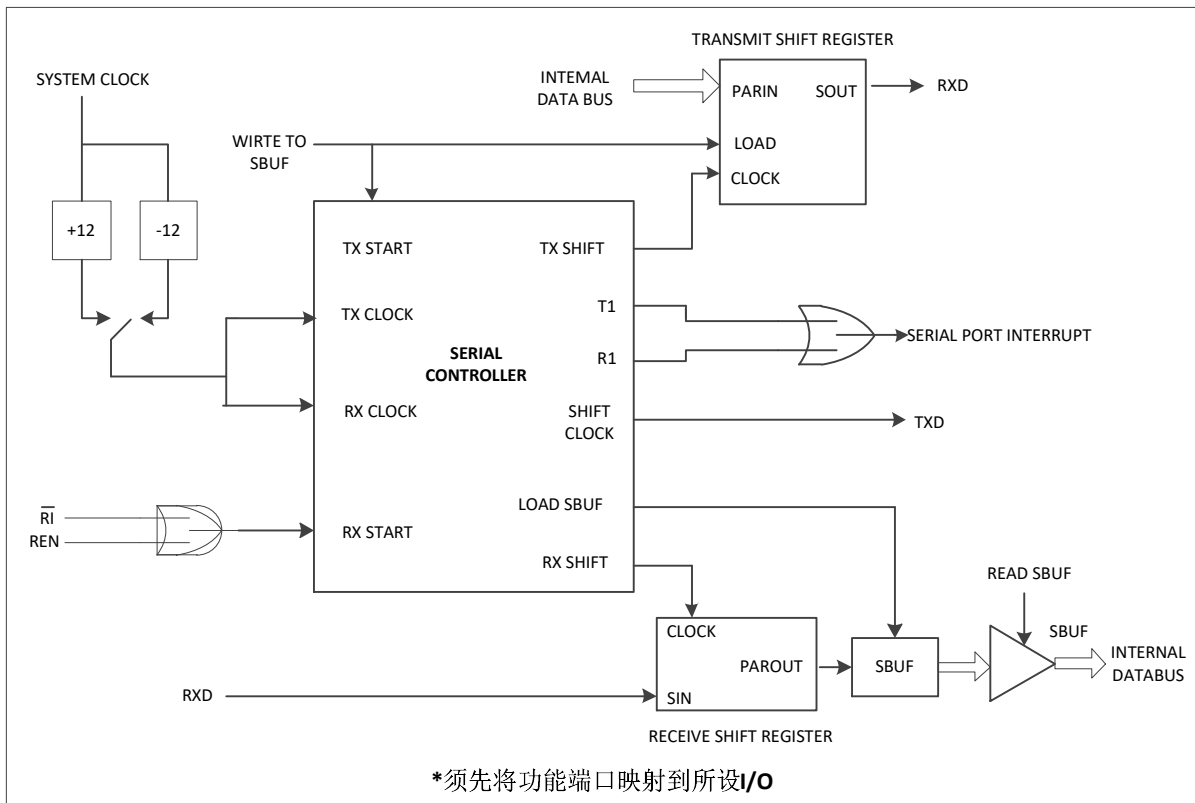 TRANSMIT SHIFT REGISTER
SYSTEM CLOCK
INTEMAL
DATA BUS
PARIN
SOUT
RXD
WIRTE TO
SBUF
LOAD
CLOCK
+12
-12
TX START
TX SHIFT
TX CLOCK
T1
SERIAL PORT INTERRUPT
SERIAL
CONTROLLER
R1
RX CLOCK
SHIFT
CLOCK
TXD
LOAD SBUF
RI
REN
RX START
RX SHIFT
READ SBUF
CLOCK
PAROUT
SBUF
SBUF
INTERNAL
DATABUS
RXD
SIN
RECEIVE SHIFT REGISTER
*须先将功能端口映射到所设I/O